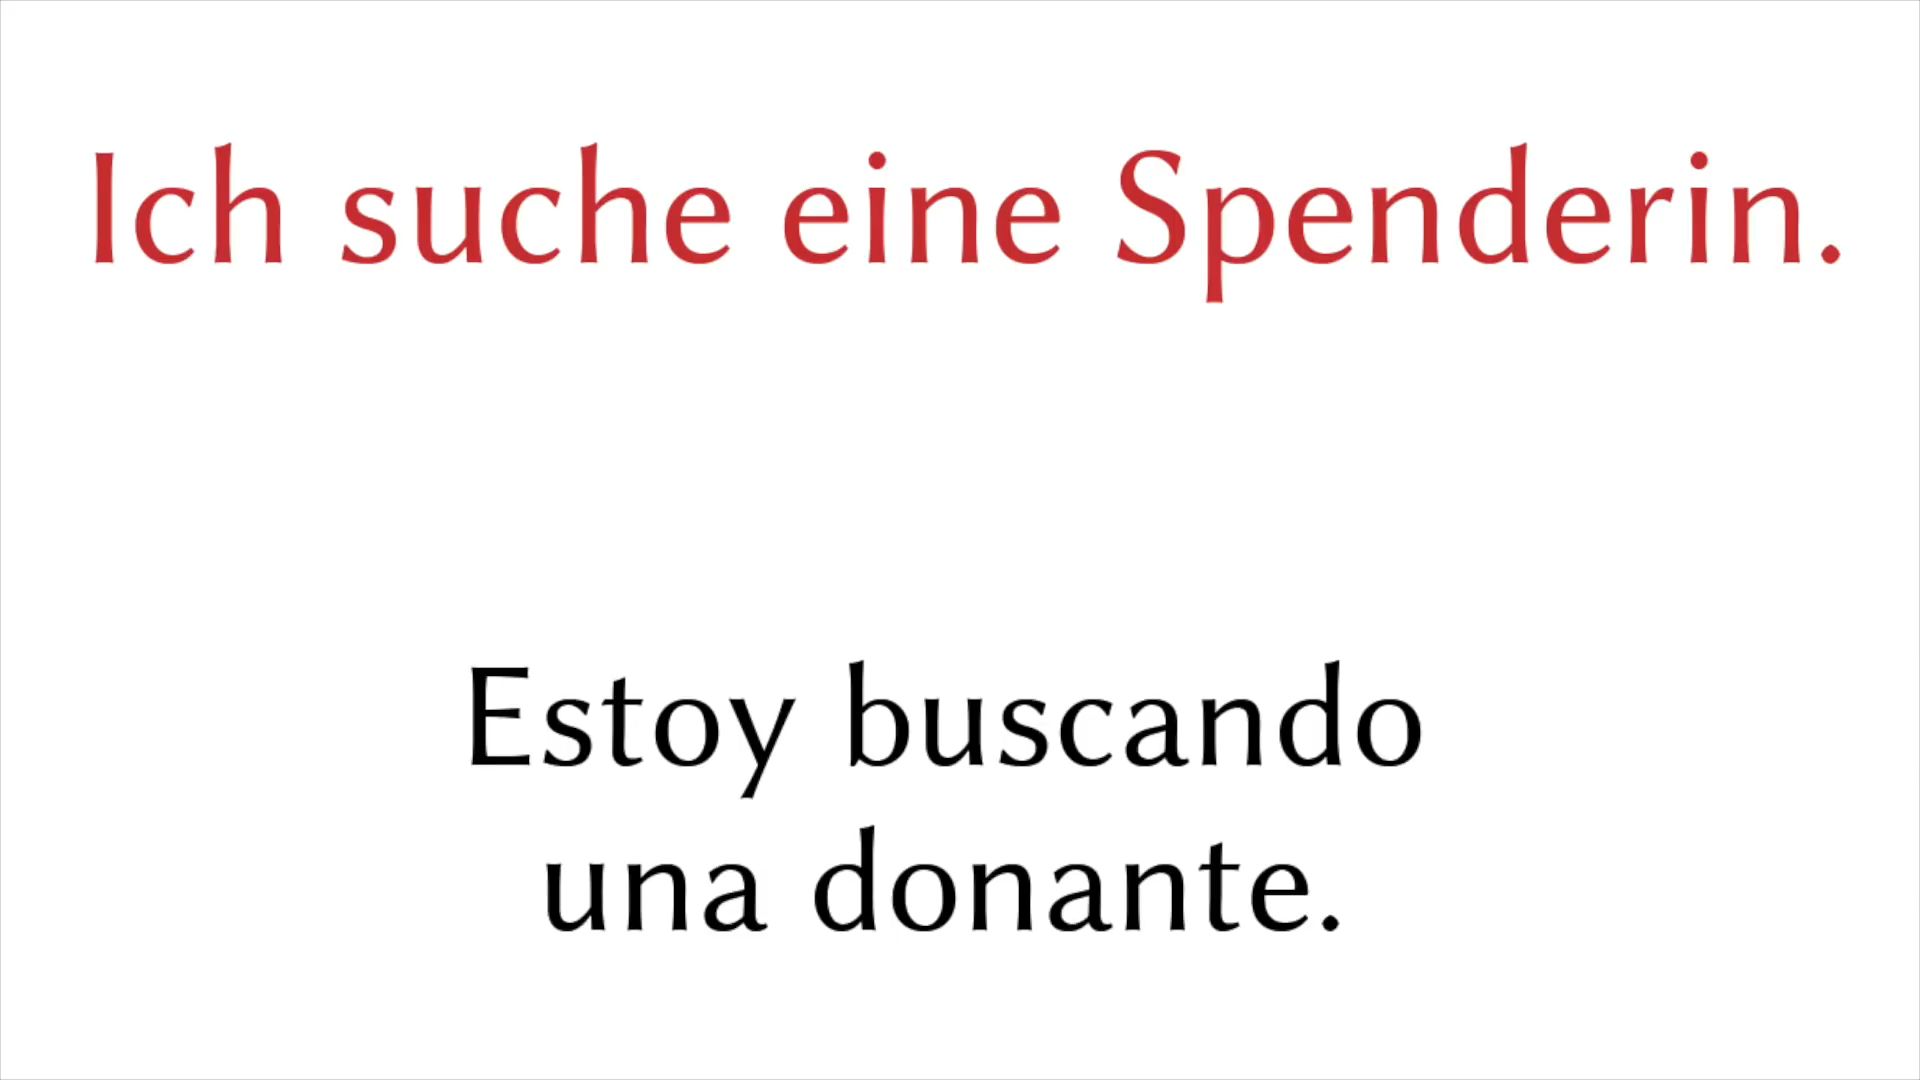 Ich suche eine Spenderin.
Estoy buscando
una donante.